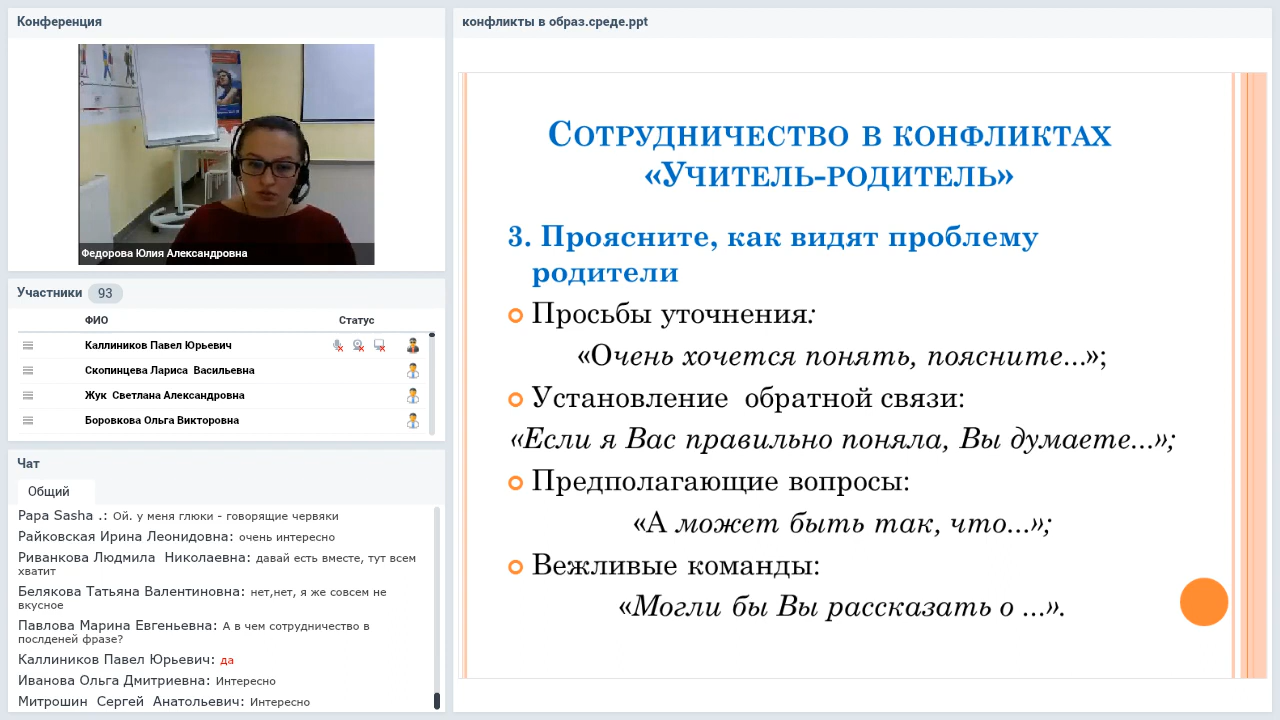 Конференция
Федорова Юлия Александровна
Участники 93
ФИО Статус
Каллиников Павел Юрьевич
Скопинцева Лариса Васильевна
Жук Светлана Александровна
Боровкова Ольга Викторовна
Чат
Общий
Papa Sasha .: Ой. у меня глюки - говорящие червяки
Райковская Ирина Леонидовна: очень интересно
Риванкова Людмила Николаевна: давай есть вместе, тут всем
хватит
Белякова Татьяна Валентиновна: нет,нет, я же совсем не
вкусное
Павлова Марина Евгеньевна: А в чем сотрудничество в
послденей фразе?
Каллиников Павел Юрьевич: да
Иванова Ольга Дмитриевна: Интересно
Митрошин Сергей Анатольевич: Интересно
конфликты в образ.среде.ppt
Сотрудничество в конфликтах
«Учитель-родитель»
3. Проясните, как видят проблему
родители
Просьбы уточнения:
«Очень хочется понять, поясните...»;
Установление обратной связи:
«Если я Вас правильно поняла, Вы думаете...»;
Предполагающие вопросы:
«А может быть так, что...»;
Вежливые команды:
«Могли бы Вы рассказать о ...».